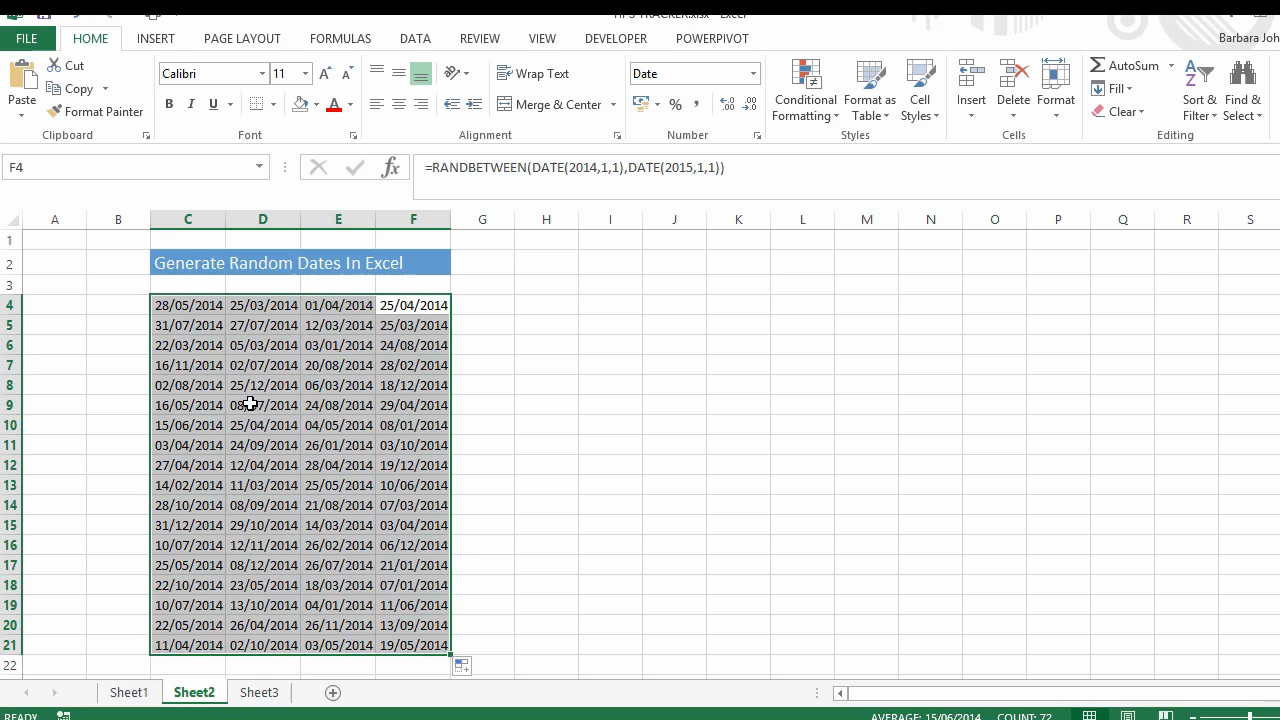 FILE HOME INSERT PAGE LAYOUT FORMULAS DATA REVIEW VIEW DEVELOPER POWERPIVOT Barbara Joh
Paste Cut Copy Format Painter Clipboard
Calibri 11 B I U A Font
Wrap Text Merge & Center Alignment
Date % , Number
Conditional Formatting Format as Table Cell Styles Styles
Insert Delete Format Cells
AutoSum Fill Clear Sort & Filter Find & Select Editing
F4 fx =RANDBETWEEN(DATE(2014,1,1),DATE(2015,1,1))
A B C D E F G H I J K L M N O P Q R S
1
2 Generate Random Dates In Excel
3
4 28/05/2014 25/03/2014 01/04/2014 25/04/2014
5 31/07/2014 27/07/2014 12/03/2014 25/03/2014
6 22/03/2014 05/03/2014 03/01/2014 24/08/2014
7 16/11/2014 02/07/2014 20/08/2014 28/02/2014
8 02/08/2014 25/12/2014 06/03/2014 18/12/2014
9 16/05/2014 24/08/2014 29/04/2014
10 15/06/2014 25/04/2014 04/05/2014 08/01/2014
11 03/04/2014 24/09/2014 26/01/2014 03/10/2014
12 27/04/2014 12/04/2014 28/04/2014 19/12/2014
13 14/02/2014 11/03/2014 25/05/2014 10/06/2014
14 28/10/2014 08/09/2014 21/08/2014 07/03/2014
15 31/12/2014 29/10/2014 14/03/2014 03/04/2014
16 10/07/2014 12/11/2014 26/02/2014 06/12/2014
17 25/05/2014 08/12/2014 26/07/2014 21/01/2014
18 22/10/2014 23/05/2014 18/03/2014 07/01/2014
19 10/07/2014 13/10/2014 04/01/2014 11/06/2014
20 22/05/2014 26/04/2014 26/11/2014 13/09/2014
21 11/04/2014 02/10/2014 03/05/2014 19/05/2014
22
Sheet1 Sheet2 Sheet3
READY AVERAGE: 15/06/2014 COUNT: 72